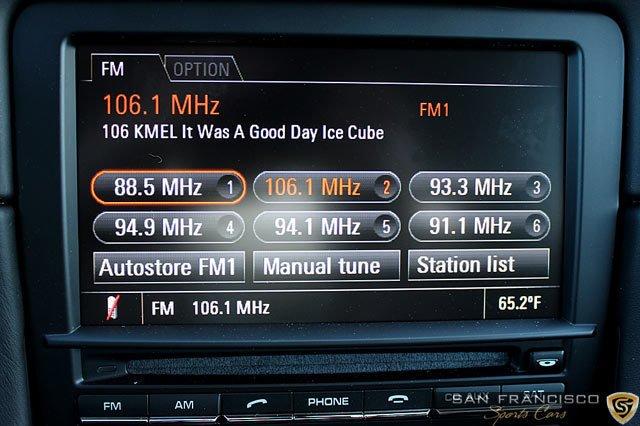 FM OPTION
106.1 MHz FM1
106 KMEL It Was A Good Day Ice Cube
88.5 MHz 1 106.1 MHz 2 93.3 MHz 3
94.9 MHz 4 94.1 MHz 5 91.1 MHz 6
Autostore FM1 Manual tune Station list
FM 106.1 MHz 65.2°F
FM AM PHONE SAT
SAN FRANCISCO
Sports Cars